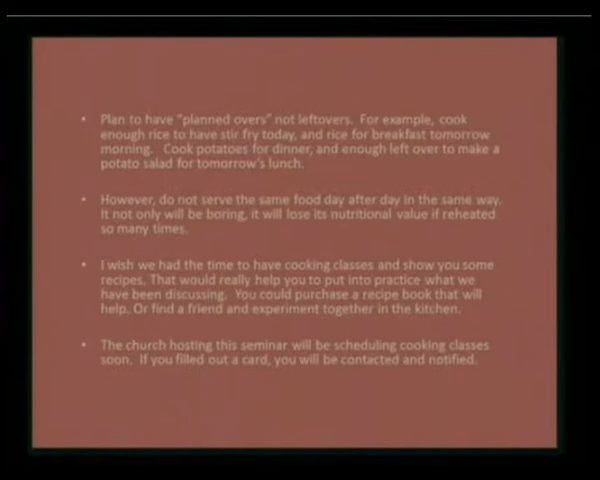 • Plan to have "planned overs" not leftovers.  For example, cook
enough rice to have stir fry today, and rice for breakfast tomorrow
morning.   Cook potatoes for dinner, and enough left over to make a
potato salad for tomorrow's lunch.
• However, do not serve the same food day after day in the same way.
It not only will be boring, it will lose its nutritional value if reheated
so many times.
• I wish we had the time to have cooking classes and show you some
recipes. That would really help you to put into practice what we
have been discussing.  You could purchase a recipe book that will
help. Or find a friend and experiment together in the kitchen.
• The church hosting this seminar will be scheduling cooking classes
soon.  If you filled out a card, you will be contacted and notified.